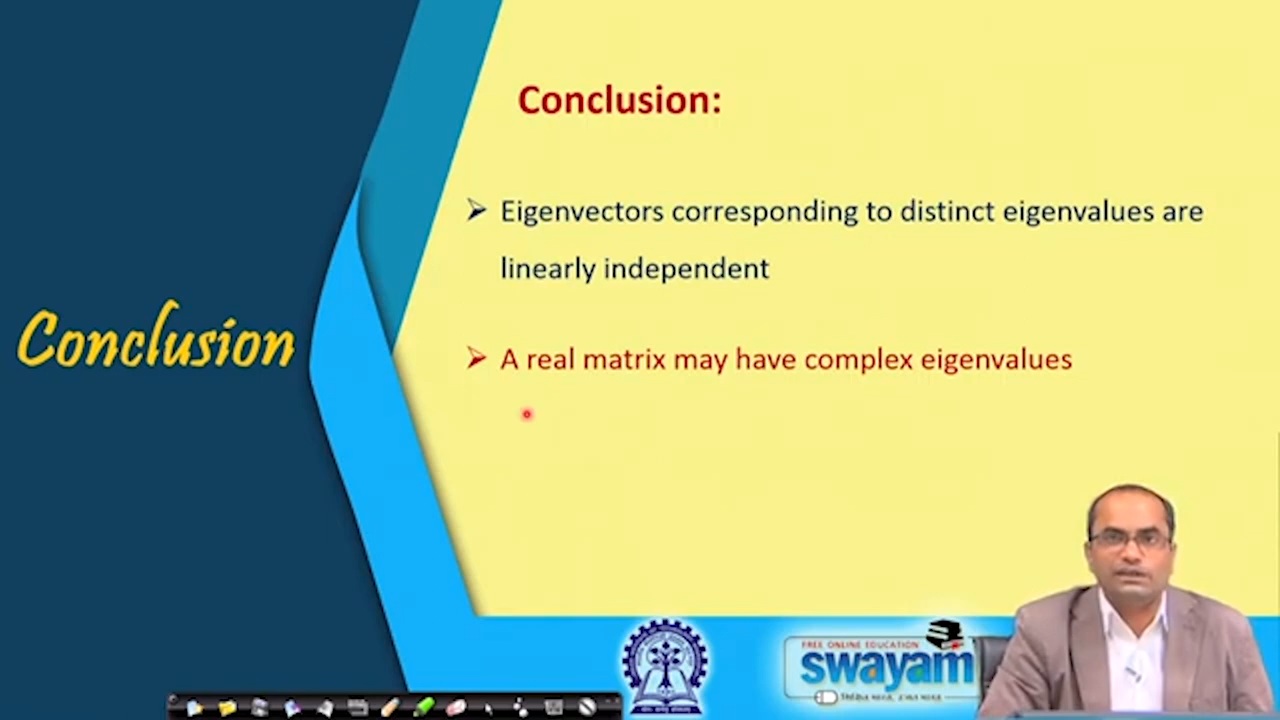 Conclusion:
Eigenvectors corresponding to distinct eigenvalues are
linearly independent
A real matrix may have complex eigenvalues
Conclusion
FREE ONLINE EDUCATION
swayam